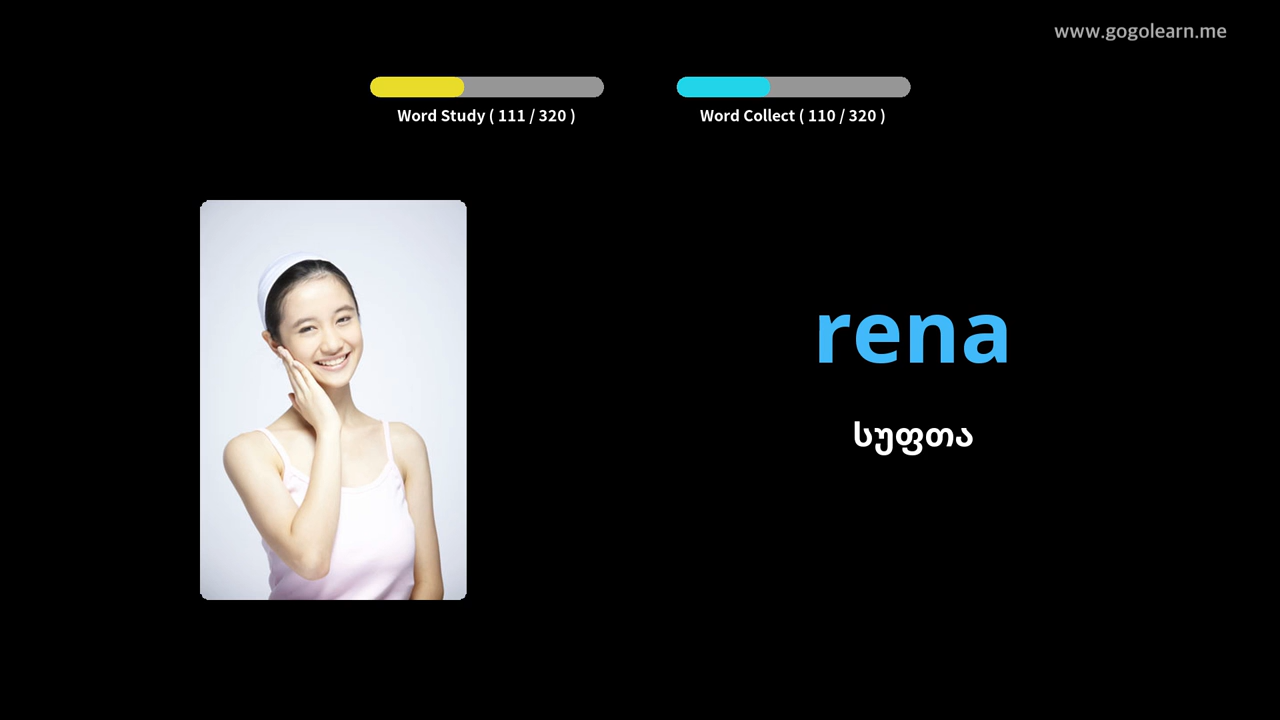 www.gogolearn.me
Word Study ( 111 / 320 )
Word Collect ( 110 / 320 )
rena
სუფთა